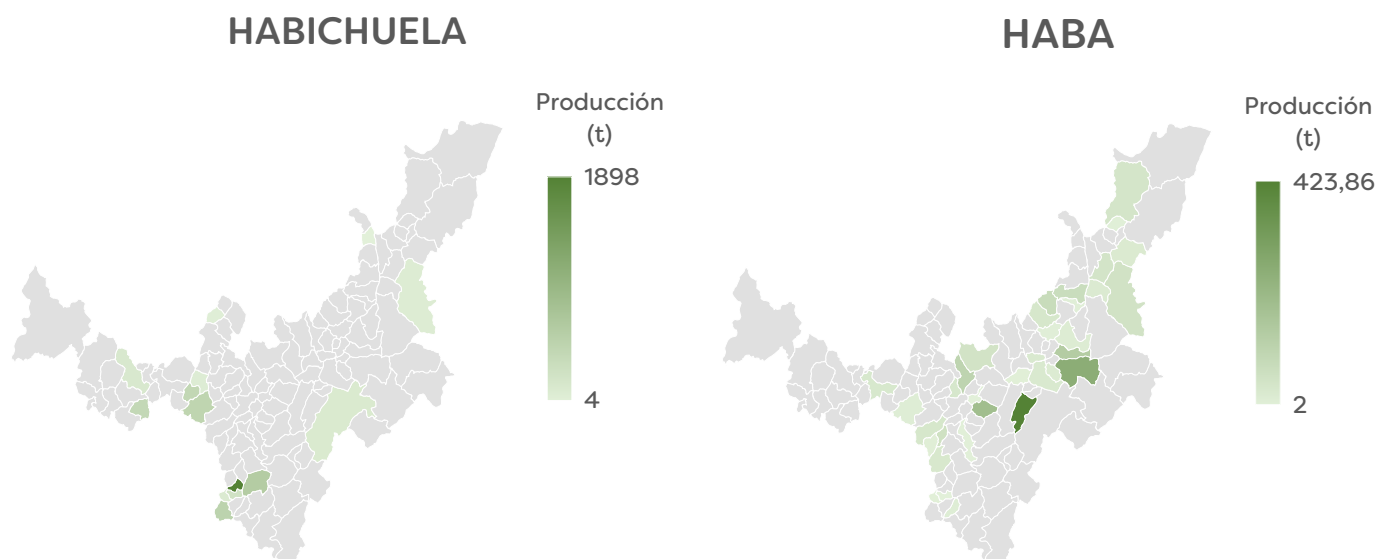 HABICHUELA
Producción
(t)
1898
4
HABA
Producción
(t)
423,86
2